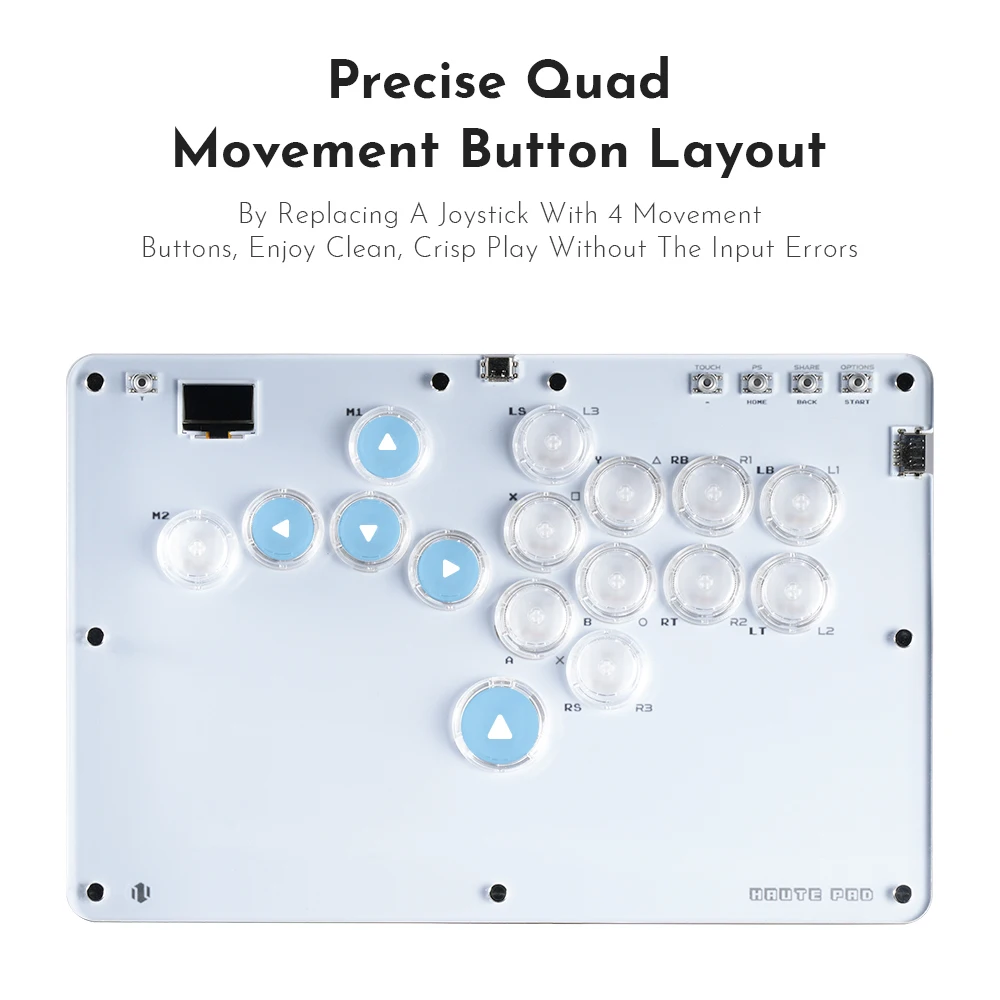 Precise Quad
Movement Button Layout
By Replacing A Joystick With 4 Movement
Buttons, Enjoy Clean, Crisp Play Without The Input Errors
TOUCH PS SHARE OPTIONS
T - HOME BACK START
M1 LS L3
Y △ RB R1 LB L1
X □
M2
B O RT R2 LT L2
A X
RS R3
HAUTE PAD